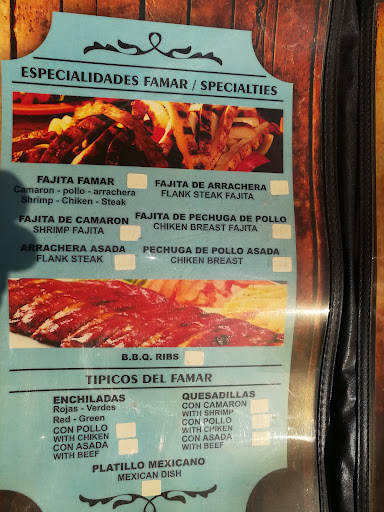 ESPECIALIDADES FAMAR / SPECIALTIES
FAJITA FAMAR
Camaron - pollo - arrachera
Shrimp - Chiken - Steak
FAJITA DE ARRACHERA
FLANK STEAK FAJITA
FAJITA DE CAMARON
SHRIMP FAJITA
FAJITA DE PECHUGA DE POLLO
CHIKEN BREAST FAJITA
ARRACHERA ASADA
FLANK STEAK
PECHUGA DE POLLO ASADA
CHIKEN BREAST
B.B.Q. RIBS
TIPICOS DEL FAMAR
ENCHILADAS
Rojas - Verdes
Red - Green
CON POLLO
WITH CHIKEN
CON ASADA
WITH BEEF
QUESADILLAS
CON CAMARON
WITH SHRIMP
CON POLLO
WITH CHIKEN
CON ASADA
WITH BEEF
PLATILLO MEXICANO
MEXICAN DISH